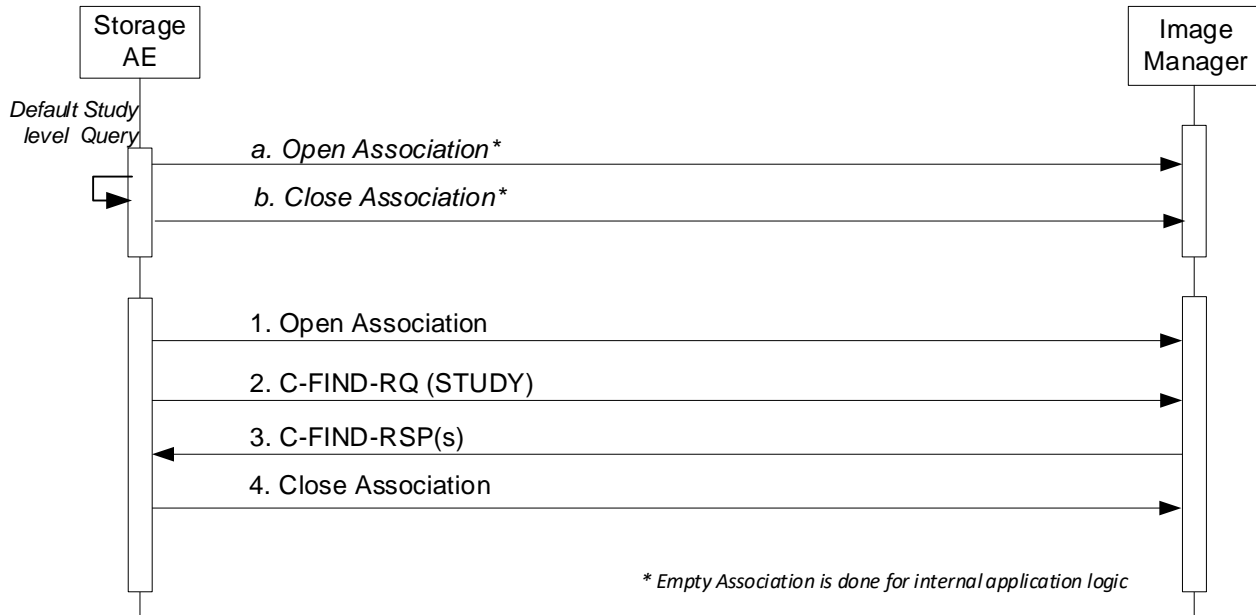 Storage
AE
Image
Manager
Default Study
level Query
a. Open Association*
b. Close Association*
1. Open Association
2. C-FIND-RQ (STUDY)
3. C-FIND-RSP(s)
4. Close Association
* Empty Association is done for internal application logic